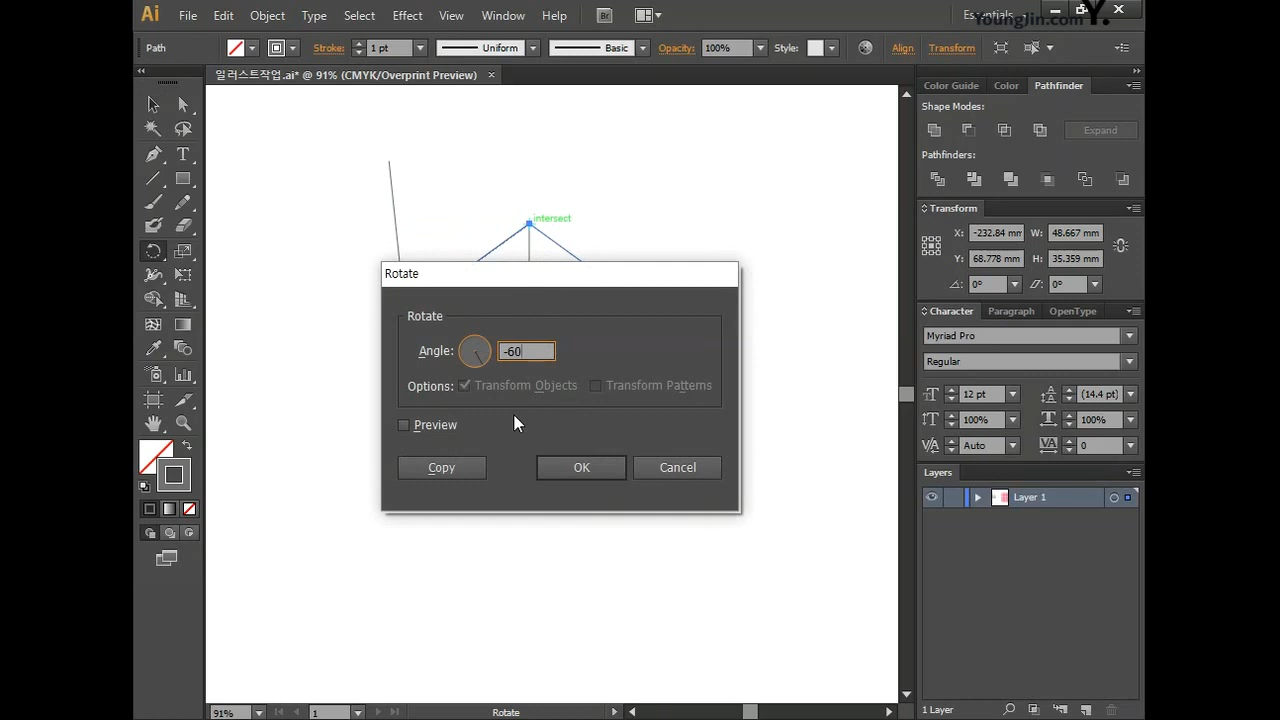 YoungJin.com Y.
Ai File Edit Object Type Select Effect View Window Help Br Essentials
Path Stroke: 1 pt Uniform Basic Opacity: 100% Style: Align Transform
일러스트작업.ai* @ 91% (CMYK/Overprint Preview) ×
Color Guide Color Pathfinder
Shape Modes:
Expand
Pathfinders:
Transform
X: -232.84 mm W: 48.667 mm
Y: 68.778 mm H: 35.359 mm
0° 0°
intersect
Rotate
Rotate
Angle: -60
Options: Transform Objects Transform Patterns
Preview
Copy OK Cancel
Character Paragraph OpenType
Myriad Pro
Regular
12 pt (14.4 pt)
100% 100%
Auto 0
Layers
Layer 1
91% 1 Rotate
1 Layer